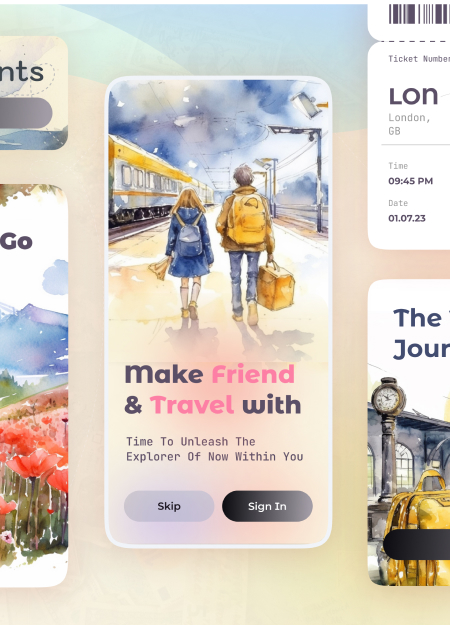 Ticket Number
nts
LON
London,
GB
Time
09:45 PM
Date
01.07.23
Go
The
Jour
Make Friend
& Travel with
Time To Unleash The
Explorer Of Now Within You
Skip
Sign In